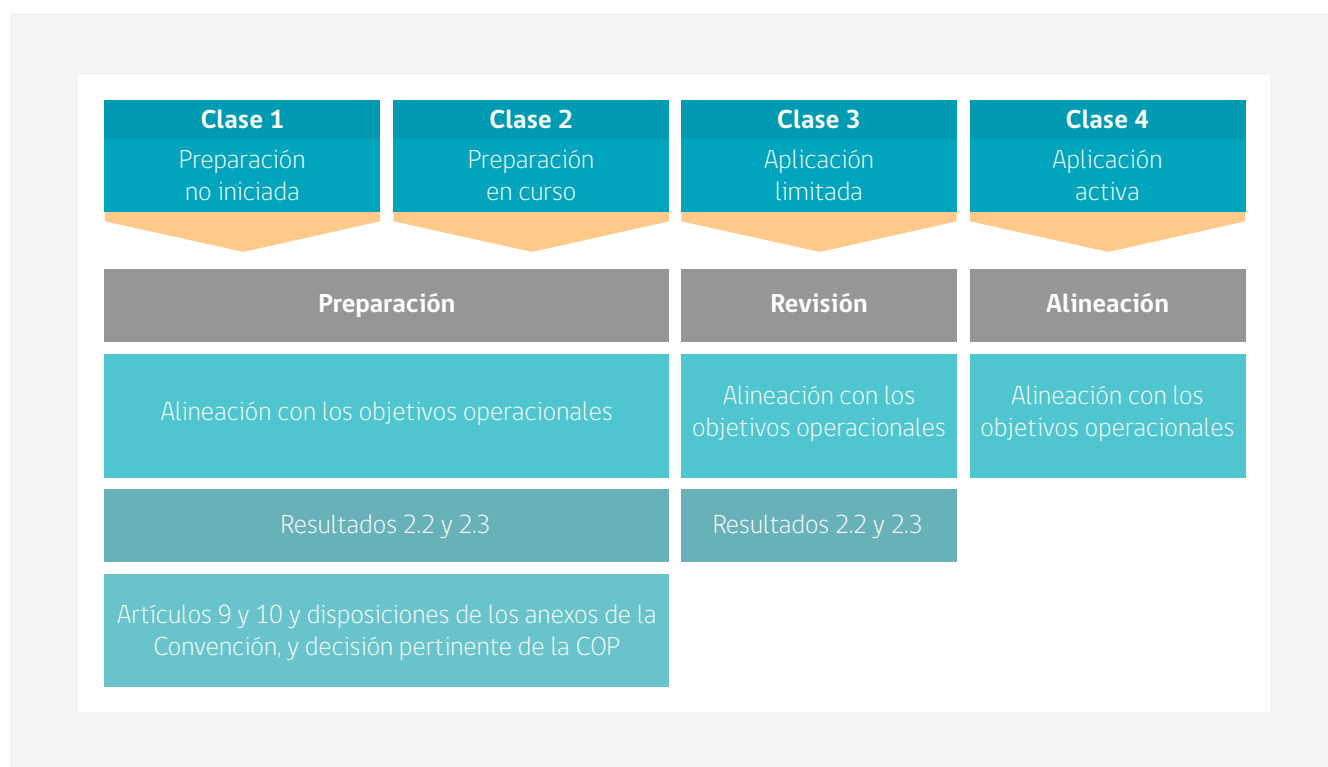 Clase 1
Preparación
no iniciada
Clase 2
Preparación
en curso
Clase 3
Aplicación
limitada
Clase 4
Aplicación
activa
Preparación
Revisión
Alineación
Alineación con los objetivos operacionales
Alineación con los
objetivos operacionales
Alineación con los
objetivos operacionales
Resultados 2.2 y 2.3
Resultados 2.2 y 2.3
Artículos 9 y 10 y disposiciones de los anexos de la
Convención, y decisión pertinente de la COP